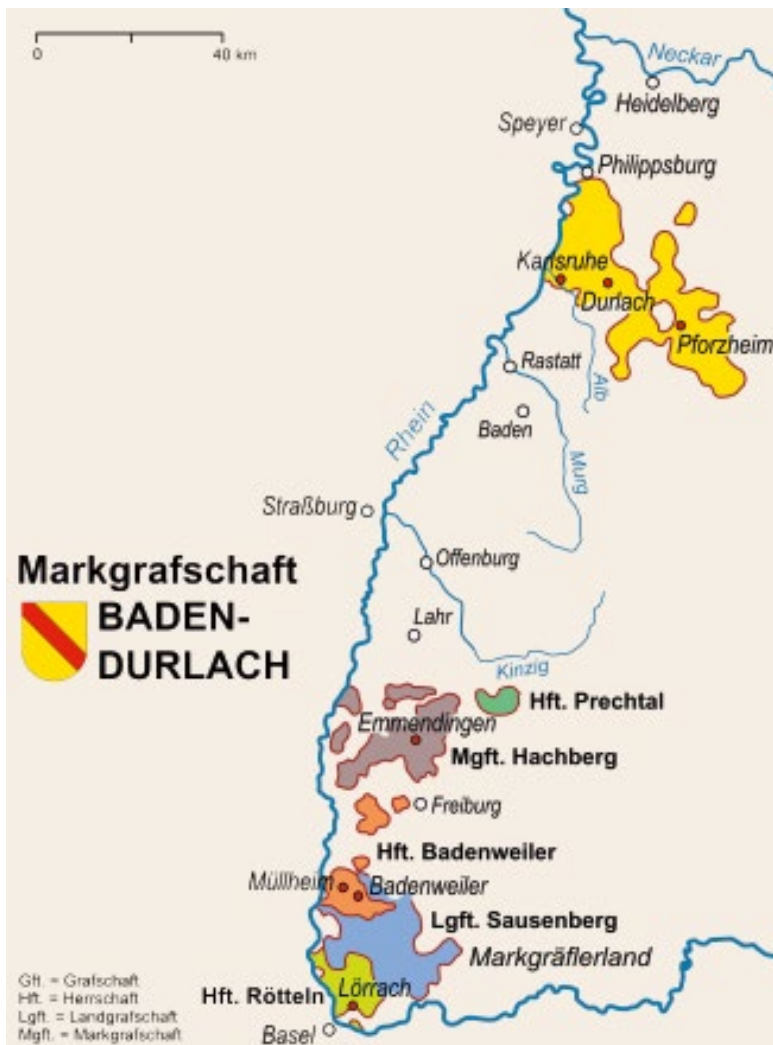 0 40 km
Neckar
Heidelberg
Speyer
Philippsburg
Karlsruhe
Durlach
Pforzheim
Rastatt
Alb
Baden
Rhein
Murg
Straßburg
Offenburg
Markgrafschaft
BADEN-
DURLACH
Lahr
Kinzig
Hft. Prechtal
Emmendingen
Mgft. Hachberg
Freiburg
Hft. Badenweiler
Müllheim
Badenweiler
Lgft. Sausenberg
Markgräflerland
Hft. Rötteln
Lörrach
Basel
Gft. = Grafschaft
Hft. = Herrschaft
Lgft. = Landgrafschaft
Mgft. = Markgrafschaft